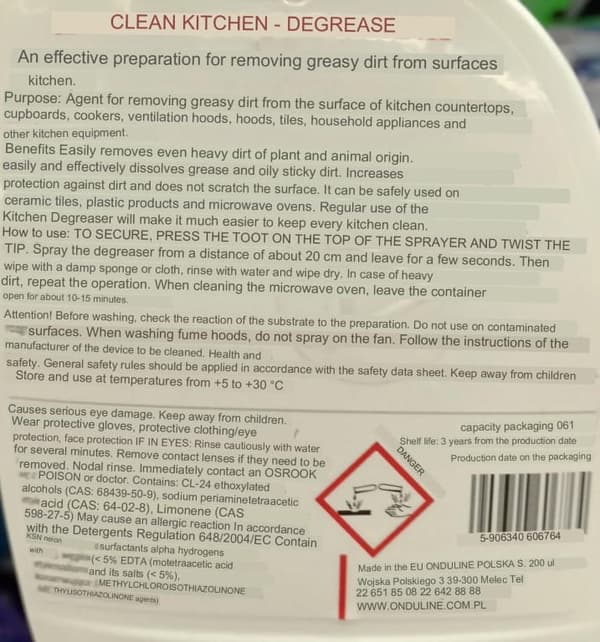 CLEAN KITCHEN - DEGREASE
An effective preparation for removing greasy dirt from surfaces
kitchen.
Purpose: Agent for removing greasy dirt from the surface of kitchen countertops,
cupboards, cookers, ventilation hoods, hoods, tiles, household appliances and
other kitchen equipment.
Benefits Easily removes even heavy dirt of plant and animal origin.
easily and effectively dissolves grease and oily sticky dirt. Increases
protection against dirt and does not scratch the surface. It can be safely used on
ceramic tiles, plastic products and microwave ovens. Regular use of the
Kitchen Degreaser will make it much easier to keep every kitchen clean.
How to use: TO SECURE, PRESS THE TOOT ON THE TOP OF THE SPRAYER AND TWIST THE
TIP. Spray the degreaser from a distance of about 20 cm and leave for a few seconds. Then
wipe with a damp sponge or cloth, rinse with water and wipe dry. In case of heavy
dirt, repeat the operation. When cleaning the microwave oven, leave the container
open for about 10-15 minutes.
Attention! Before washing, check the reaction of the substrate to the preparation. Do not use on contaminated
surfaces. When washing fume hoods, do not spray on the fan. Follow the instructions of the
manufacturer of the device to be cleaned. Health and
safety. General safety rules should be applied in accordance with the safety data sheet. Keep away from children
Store and use at temperatures from +5 to +30 °C
Causes serious eye damage. Keep away from children.
Wear protective gloves, protective clothing/eye
protection, face protection IF IN EYES: Rinse cautiously with water
for several minutes. Remove contact lenses if they need to be
removed. Nodal rinse. Immediately contact an OSROOK
POISON or doctor. Contains: CL-24 ethoxylated
alcohols (CAS: 68439-50-9), sodium periaminetetraacetic
acid (CAS: 64-02-8), Limonene (CAS
598-27-5) May cause an allergic reaction In accordance
with the Detergents Regulation 648/2004/EC Contain
KSN neion
surfactants alpha hydrogens
with
(< 5% EDTA (motetraacetic acid
and its salts (< 5%),
(METHYLCHLOROISOTHIAZOLINONE
THYLISOTHIAZOLINONE agents)
capacity packaging 061
Shelf life: 3 years from the production date
Production date on the packaging
DANGER
5-906340 606764
Made in the EU ONDULINE POLSKA S. 200 ul
Wojska Polskiego 3 39-300 Melec Tel
22 651 85 08 22 642 88 88
WWW.ONDULINE.COM.PL